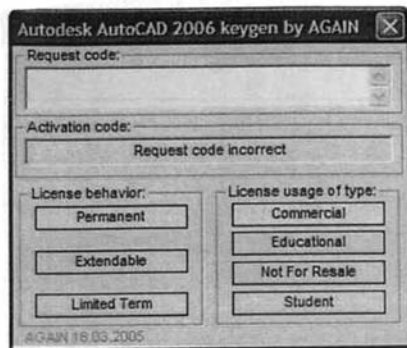 Autodesk AutoCAD 2006 keygen by AGAIN
Request code:
Activation code:
Request code incorrect
License behavior:
Permanent
Extendable
Limited Term
License usage of type:
Commercial
Educational
Not For Resale
Student
AGAIN 18.03.2005